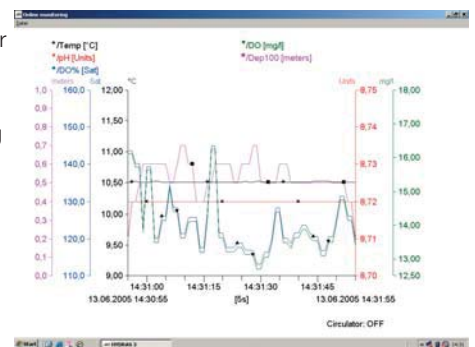 Online monitoring
*/Temp [°C]
*/pH [Units]
*/DO% [Sat]
*/DO [mg/l]
*/Dep100 [meters]
meters Sat °C Units mg/l
1,0 160,0 12,00 8,75 18,00
0,9
0,8 150,0 11,50 8,74 17,00
0,7
11,00 16,00
0,6 140,0 8,73
0,5 10,50 15,00
0,4 130,0 8,72
0,3 10,00 14,00
0,2 120,0 9,50 8,71
0,1 13,00
0,0 110,0 9,00 8,70 12,50
14:31:00 14:31:15 14:31:30 14:31:45
13.06.2005 14:30:55 [5s] 13.06.2005 14:31:55
Circulator: OFF
Start